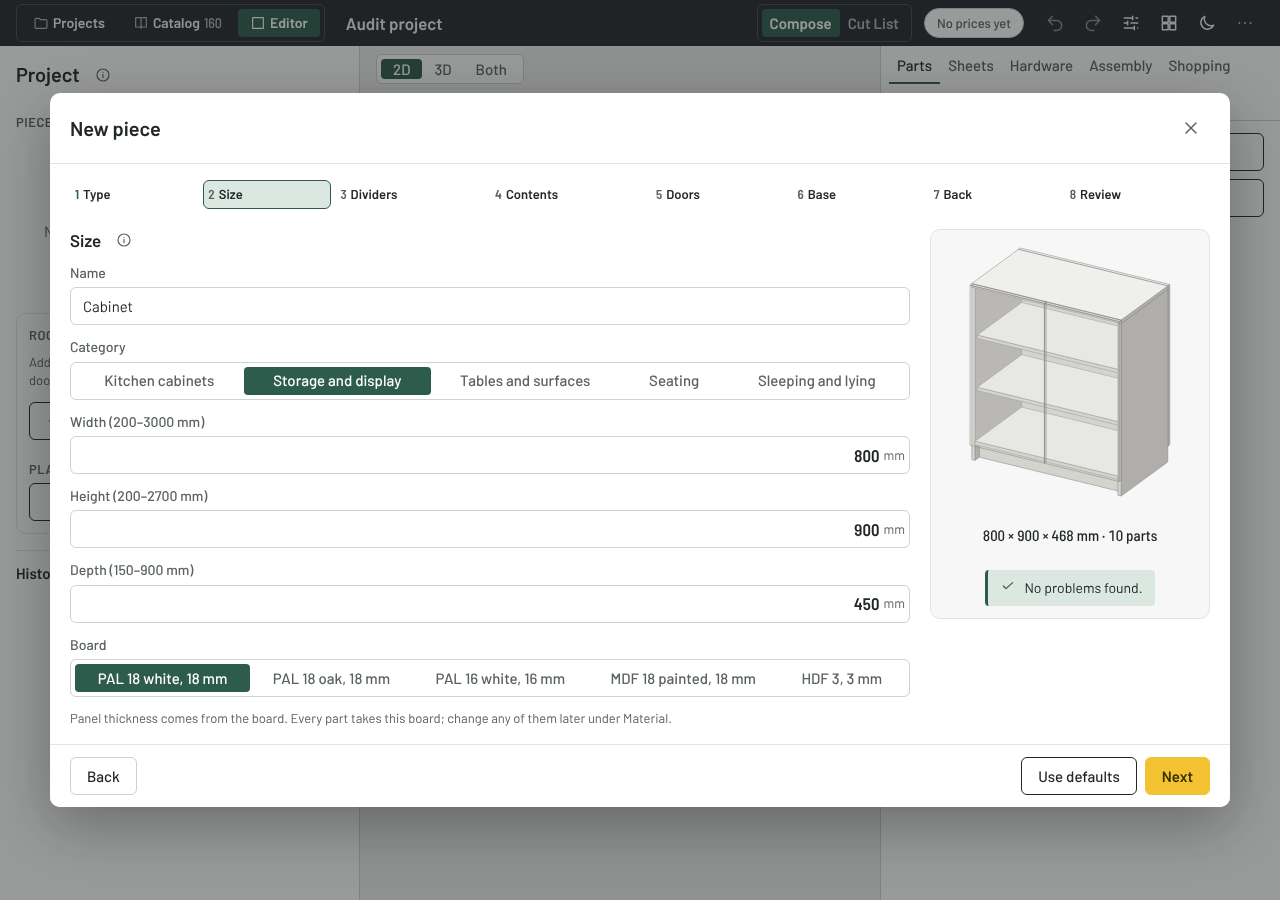 Projects
Catalog 160
Editor
Audit project
Compose
Cut List
No prices yet
Project
2D
3D
Both
Parts
Sheets
Hardware
Assembly
Shopping
New piece
1 Type
2 Size
3 Dividers
4 Contents
5 Doors
6 Base
7 Back
8 Review
Size
Name
Cabinet
Category
Kitchen cabinets
Storage and display
Tables and surfaces
Seating
Sleeping and lying
Width (200–3000 mm)
800 mm
Height (200–2700 mm)
900 mm
Depth (150–900 mm)
450 mm
Board
PAL 18 white, 18 mm
PAL 18 oak, 18 mm
PAL 16 white, 16 mm
MDF 18 painted, 18 mm
HDF 3, 3 mm
Panel thickness comes from the board. Every part takes this board; change any of them later under Material.
800 × 900 × 468 mm · 10 parts
No problems found.
Back
Use defaults
Next